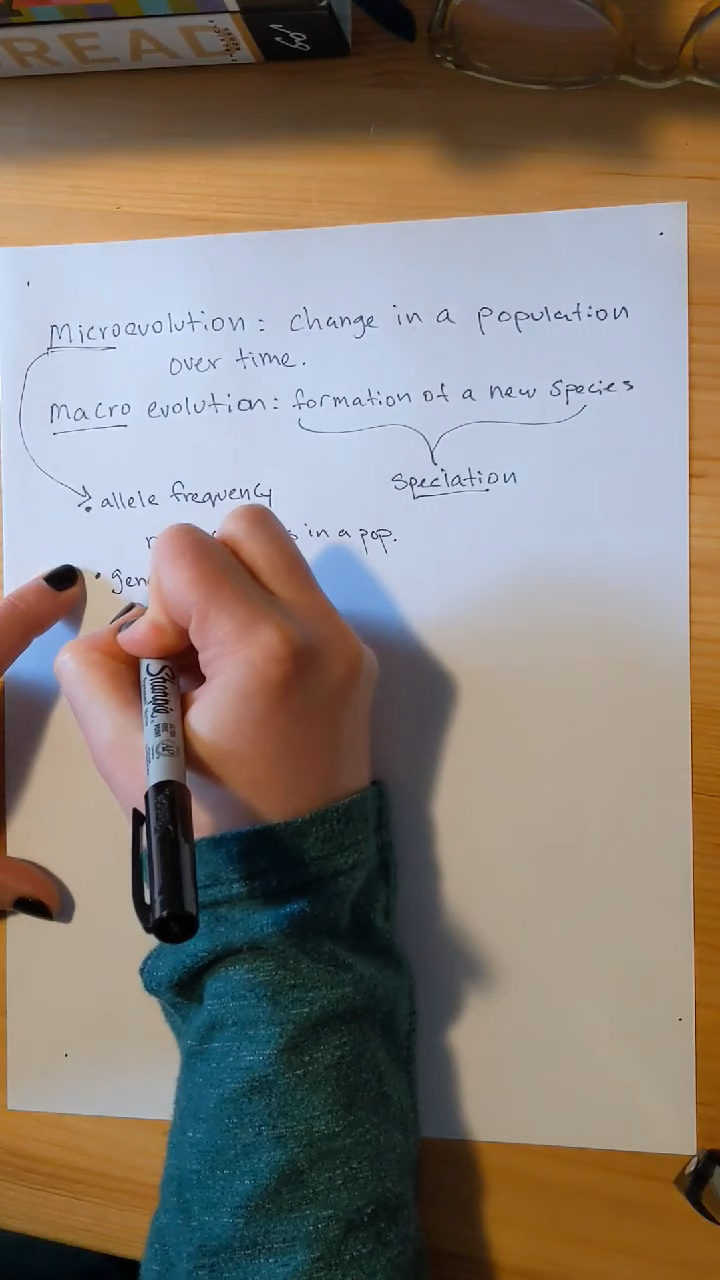 READ
Microevolution: change in a population
over time.
Macro evolution: formation of a new species
Speciation
• allele frequency
in a pop.
• gen
Sharpie